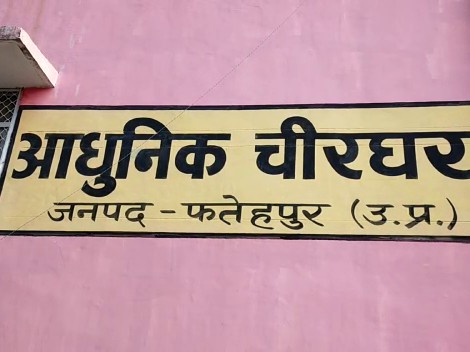 आधुनिक चीरघर
जनपद - फतेहपुर (उ.प्र.)